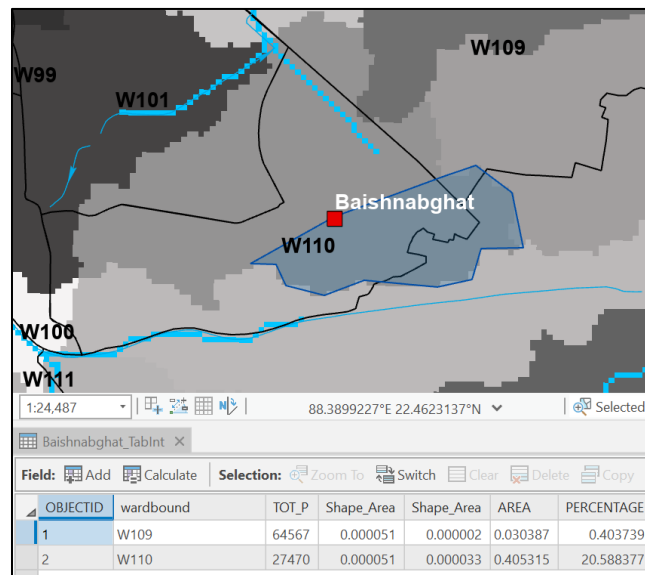 W109
W99
W101
Baishnabghat
W110
W100
W111
1:24,487 88.3899227°E 22.4623137°N Selected
Baishnabghat_TabInt
Field: Add Calculate Selection: Zoom To Switch Clear Delete Copy
OBJECTID wardbound TOT_P Shape_Area Shape_Area AREA PERCENTAGE
1 W109 64567 0.000051 0.000002 0.030387 0.403739
2 W110 27470 0.000051 0.000033 0.405315 20.588377